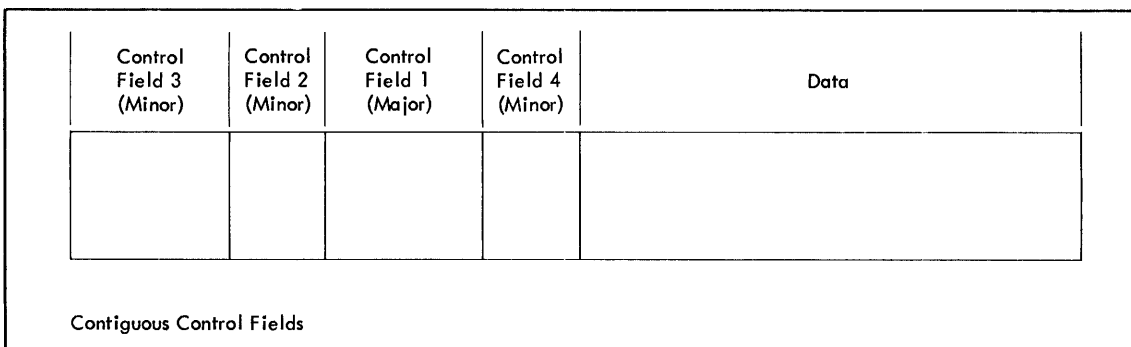 Control Field 3 (Minor)
Control Field 2 (Minor)
Control Field 1 (Major)
Control Field 4 (Minor)
Data
Contiguous Control Fields